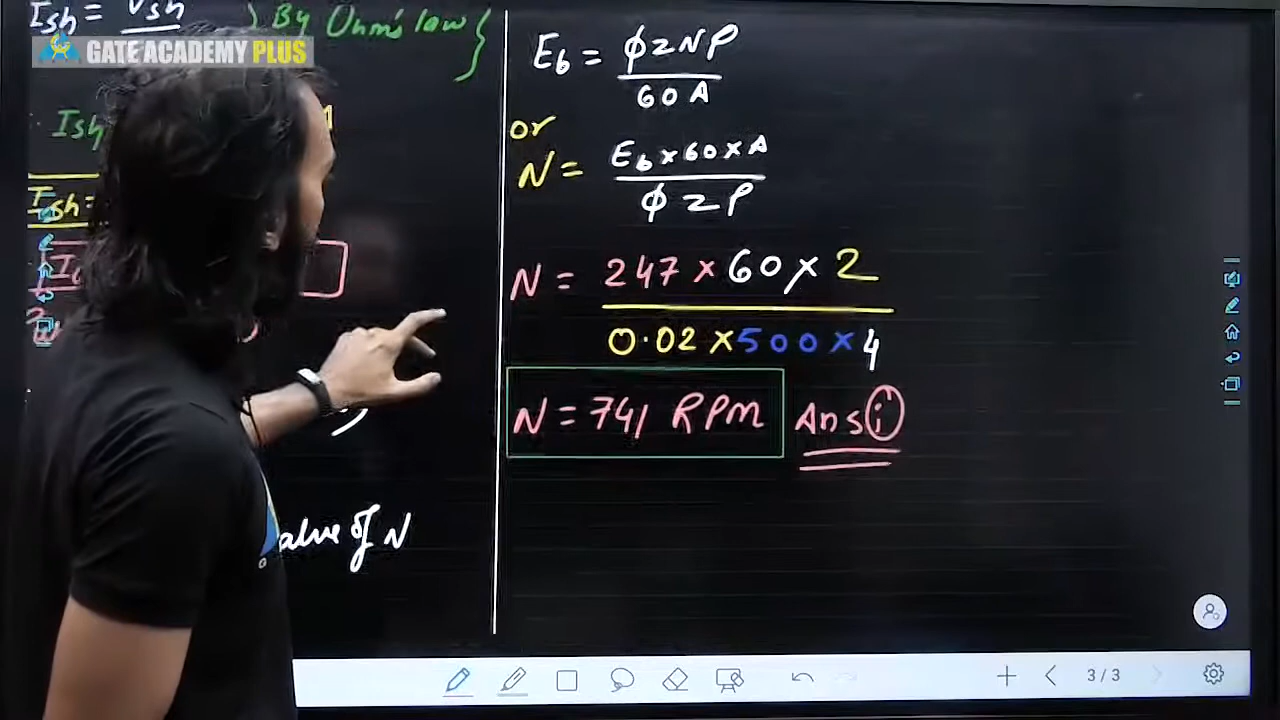 Ish = Vsh } By Ohm's law }
GATE ACADEMY PLUS
Ish
Ish =
alue of N
Eb = ϕZNP
60A
or
N = Eb×60×A
ϕZP
N = 247 × 60 × 2
0.02 × 500 × 4
N = 741 RPM Ans i
3/3